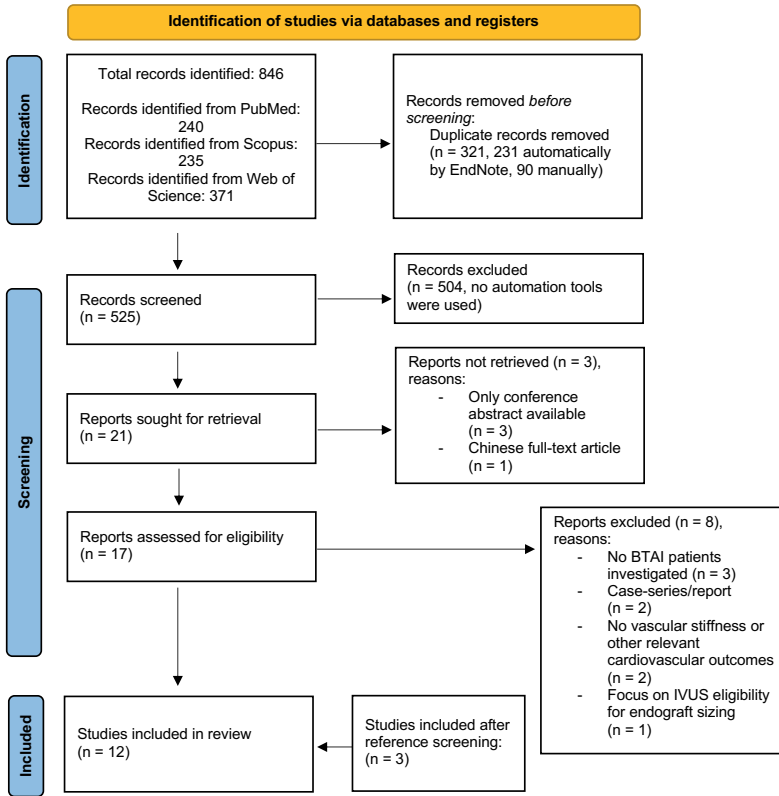 Identification of studies via databases and registers
Identification
Total records identified: 846
Records identified from PubMed:
240
Records identified from Scopus:
235
Records identified from Web of
Science: 371
Records removed before
screening:
Duplicate records removed
(n = 321, 231 automatically
by EndNote, 90 manually)
Screening
Records screened
(n = 525)
Records excluded
(n = 504, no automation tools
were used)
Reports sought for retrieval
(n = 21)
Reports not retrieved (n = 3),
reasons:
- Only conference
abstract available
(n = 3)
- Chinese full-text article
(n = 1)
Reports assessed for eligibility
(n = 17)
Reports excluded (n = 8),
reasons:
- No BTAI patients
investigated (n = 3)
- Case-series/report
(n = 2)
- No vascular stiffness or
other relevant
cardiovascular outcomes
(n = 2)
- Focus on IVUS eligibility
for endograft sizing
(n = 1)
Included
Studies included in review
(n = 12)
Studies included after
reference screening:
(n = 3)